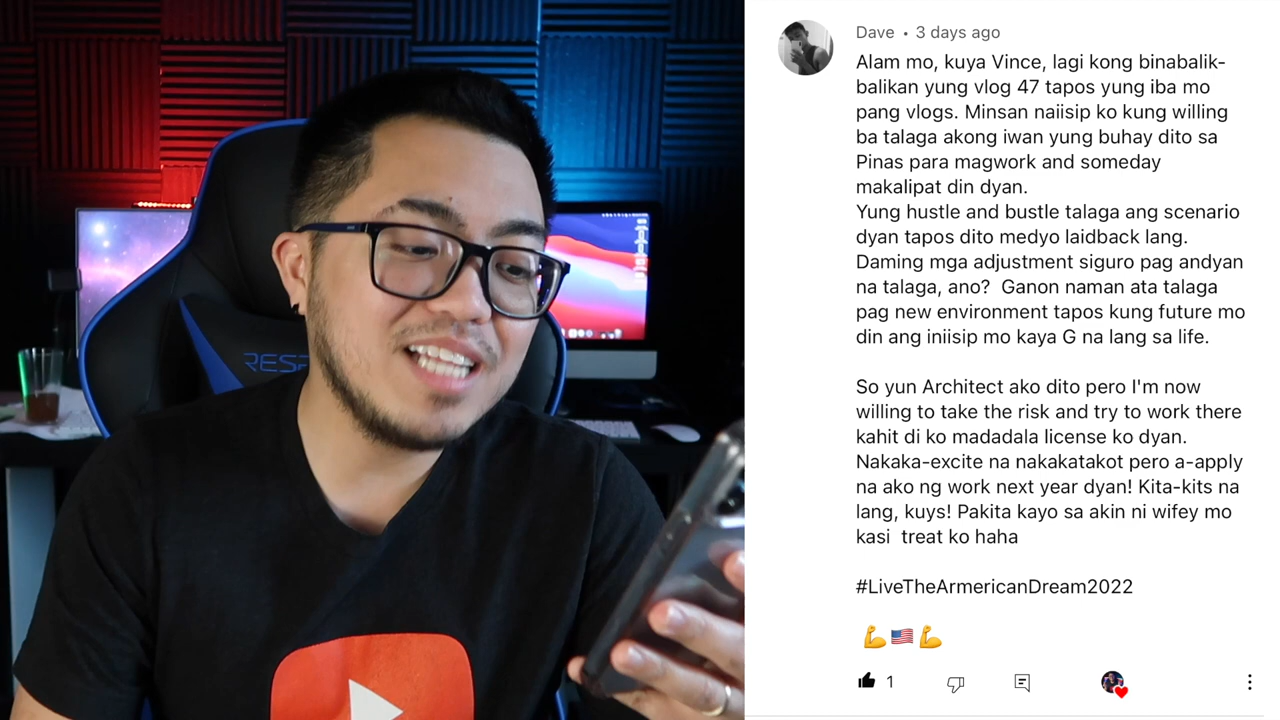 RESP
Dave • 3 days ago
Alam mo, kuya Vince, lagi kong binabalik-
balikan yung vlog 47 tapos yung iba mo
pang vlogs. Minsan naiisip ko kung willing
ba talaga akong iwan yung buhay dito sa
Pinas para magwork and someday
makalipat din dyan.
Yung hustle and bustle talaga ang scenario
dyan tapos dito medyo laidback lang.
Daming mga adjustment siguro pag andyan
na talaga, ano?  Ganon naman ata talaga
pag new environment tapos kung future mo
din ang iniisip mo kaya G na lang sa life.
So yun Architect ako dito pero I'm now
willing to take the risk and try to work there
kahit di ko madadala license ko dyan.
Nakaka-excite na nakakatakot pero a-apply
na ako ng work next year dyan! Kita-kits na
lang, kuys! Pakita kayo sa akin ni wifey mo
kasi  treat ko haha
#LiveTheArmericanDream2022
💪🇺🇸💪
1